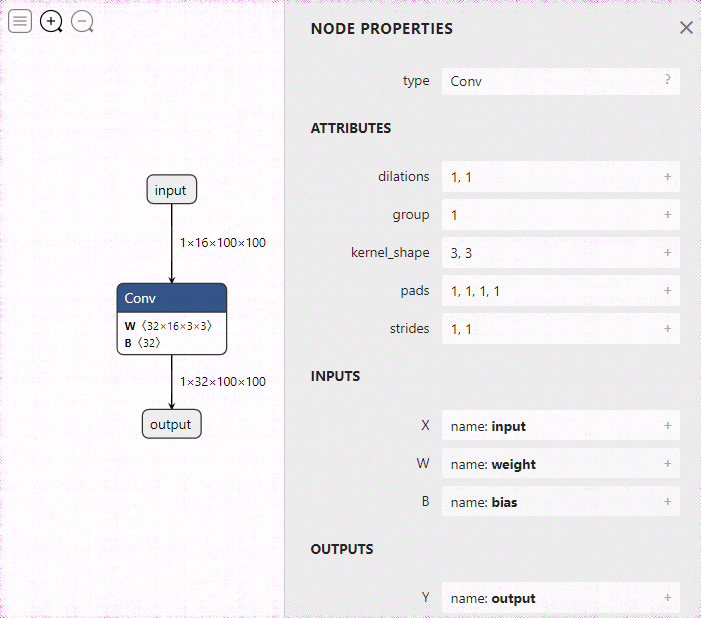 input
1×16×100×100
Conv
W 〈32×16×3×3〉
B 〈32〉
1×32×100×100
output
NODE PROPERTIES
type Conv ?
ATTRIBUTES
dilations 1, 1 +
group 1 +
kernel_shape 3, 3 +
pads 1, 1, 1, 1 +
strides 1, 1 +
INPUTS
X name: input +
W name: weight +
B name: bias +
OUTPUTS
Y name: output +